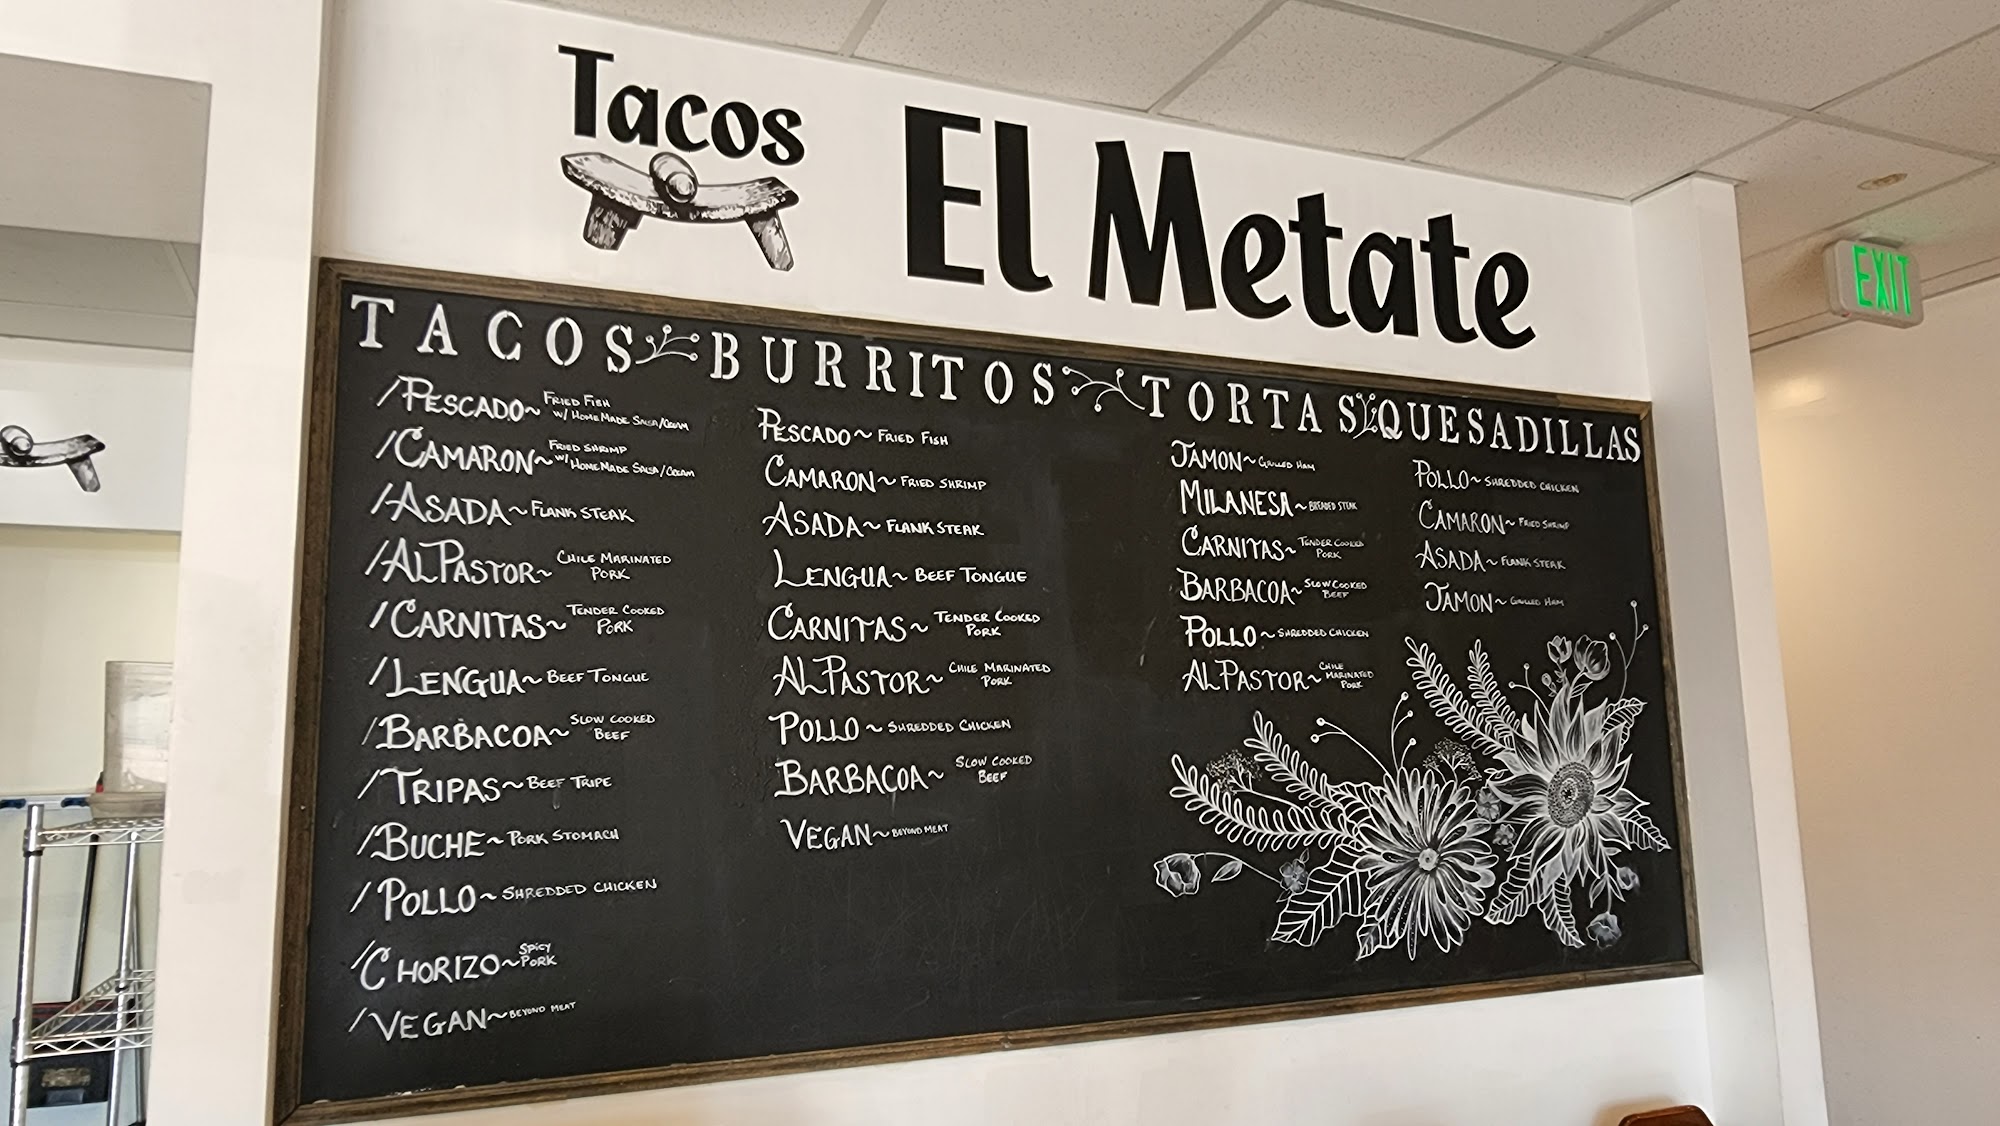 Tacos
El Metate
EXIT
TACOS
/PESCADO~ FRIED FISH
W/ HOMEMADE SALSA/CREAM
/CAMARON~ FRIED SHRIMP
W/ HOMEMADE SALSA/CREAM
/ASADA~ FLANK STEAK
/AL PASTOR~ CHILE MARINATED
PORK
/CARNITAS~ TENDER COOKED
PORK
/LENGUA~ BEEF TONGUE
/BARBACOA~ SLOW COOKED
BEEF
/TRIPAS~ BEEF TRIPE
/BUCHE~ PORK STOMACH
/POLLO~ SHREDDED CHICKEN
/CHORIZO~ SPICY
PORK
/VEGAN~ BEYOND MEAT
BURRITOS
PESCADO~ FRIED FISH
CAMARON~ FRIED SHRIMP
ASADA~ FLANK STEAK
LENGUA~ BEEF TONGUE
CARNITAS~ TENDER COOKED
PORK
AL PASTOR~ CHILE MARINATED
PORK
POLLO~ SHREDDED CHICKEN
BARBACOA~ SLOW COOKED
BEEF
VEGAN~ BEYOND MEAT
TORTAS
JAMON~ GRILLED HAM
MILANESA~ BREADED STEAK
CARNITAS~ TENDER COOKED
PORK
BARBACOA~ SLOW COOKED
BEEF
POLLO~ SHREDDED CHICKEN
AL PASTOR~ CHILE
MARINATED
PORK
QUESADILLAS
POLLO~ SHREDDED CHICKEN
CAMARON~ FRIED SHRIMP
ASADA~ FLANK STEAK
JAMON~ GRILLED HAM